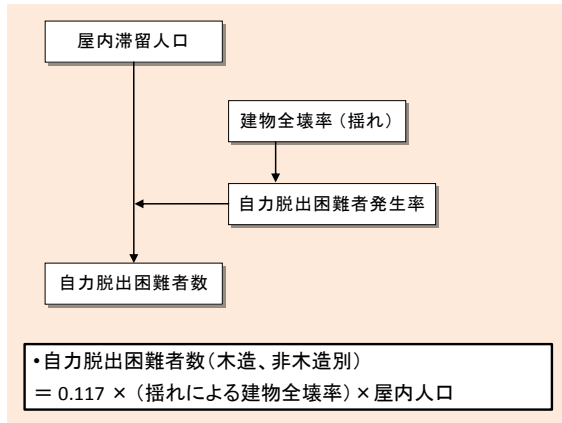 屋内滞留人口
建物全壊率（揺れ）
自力脱出困難者発生率
自力脱出困難者数
•自力脱出困難者数（木造、非木造別）
＝ 0.117 × （揺れによる建物全壊率）×屋内人口